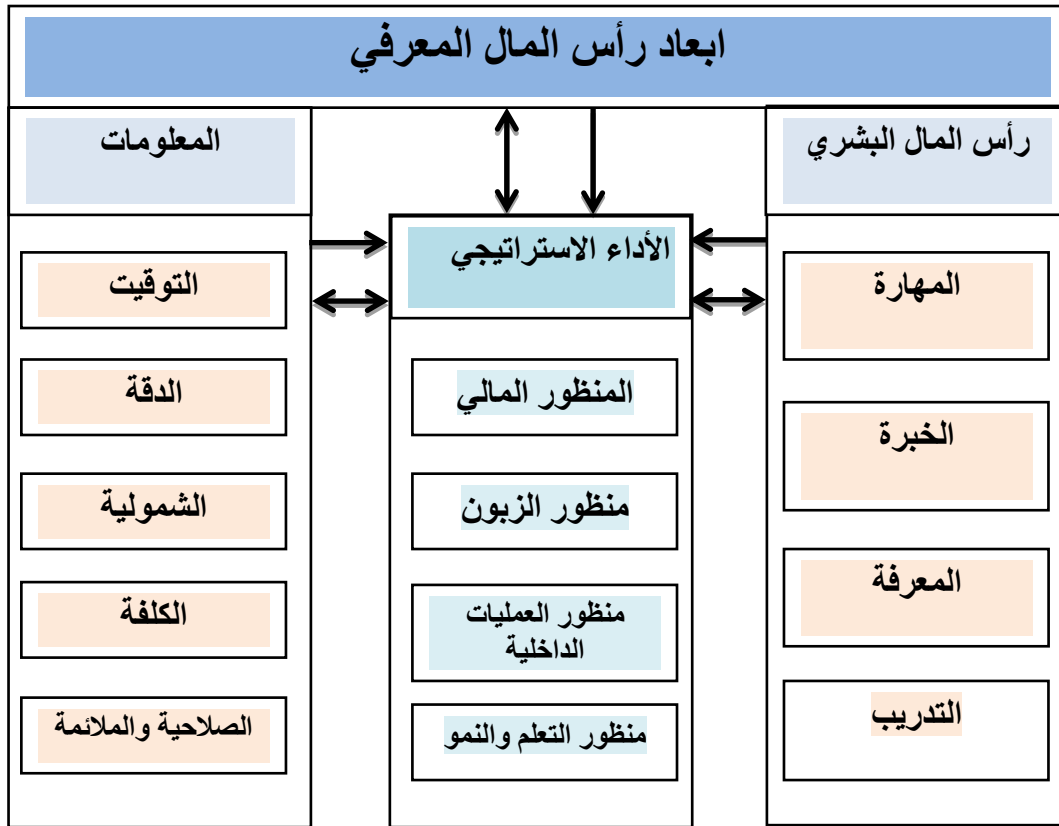 ابعاد رأس المال المعرفي
رأس المال البشري
المهارة
الخبرة
المعرفة
التدريب
الأداء الاستراتيجي
المنظور المالي
منظور الزبون
منظور العمليات
الداخلية
منظور التعلم والنمو
المعلومات
التوقيت
الدقة
الشمولية
الكلفة
الصلاحية والملائمة